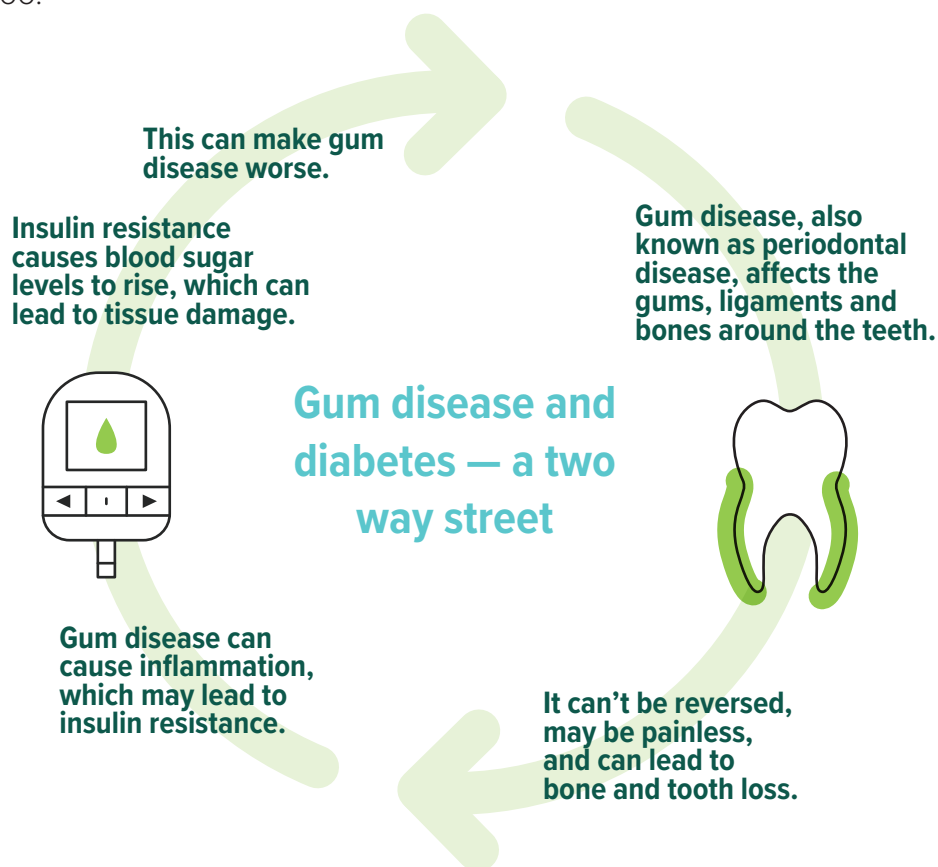 Gum disease and
diabetes — a two
way street
Gum disease, also
known as periodontal
disease, affects the
gums, ligaments and
bones around the teeth.
It can’t be reversed,
may be painless,
and can lead to
bone and tooth loss.
Gum disease can
cause inflammation,
which may lead to
insulin resistance.
Insulin resistance
causes blood sugar
levels to rise, which can
lead to tissue damage.
This can make gum
disease worse.